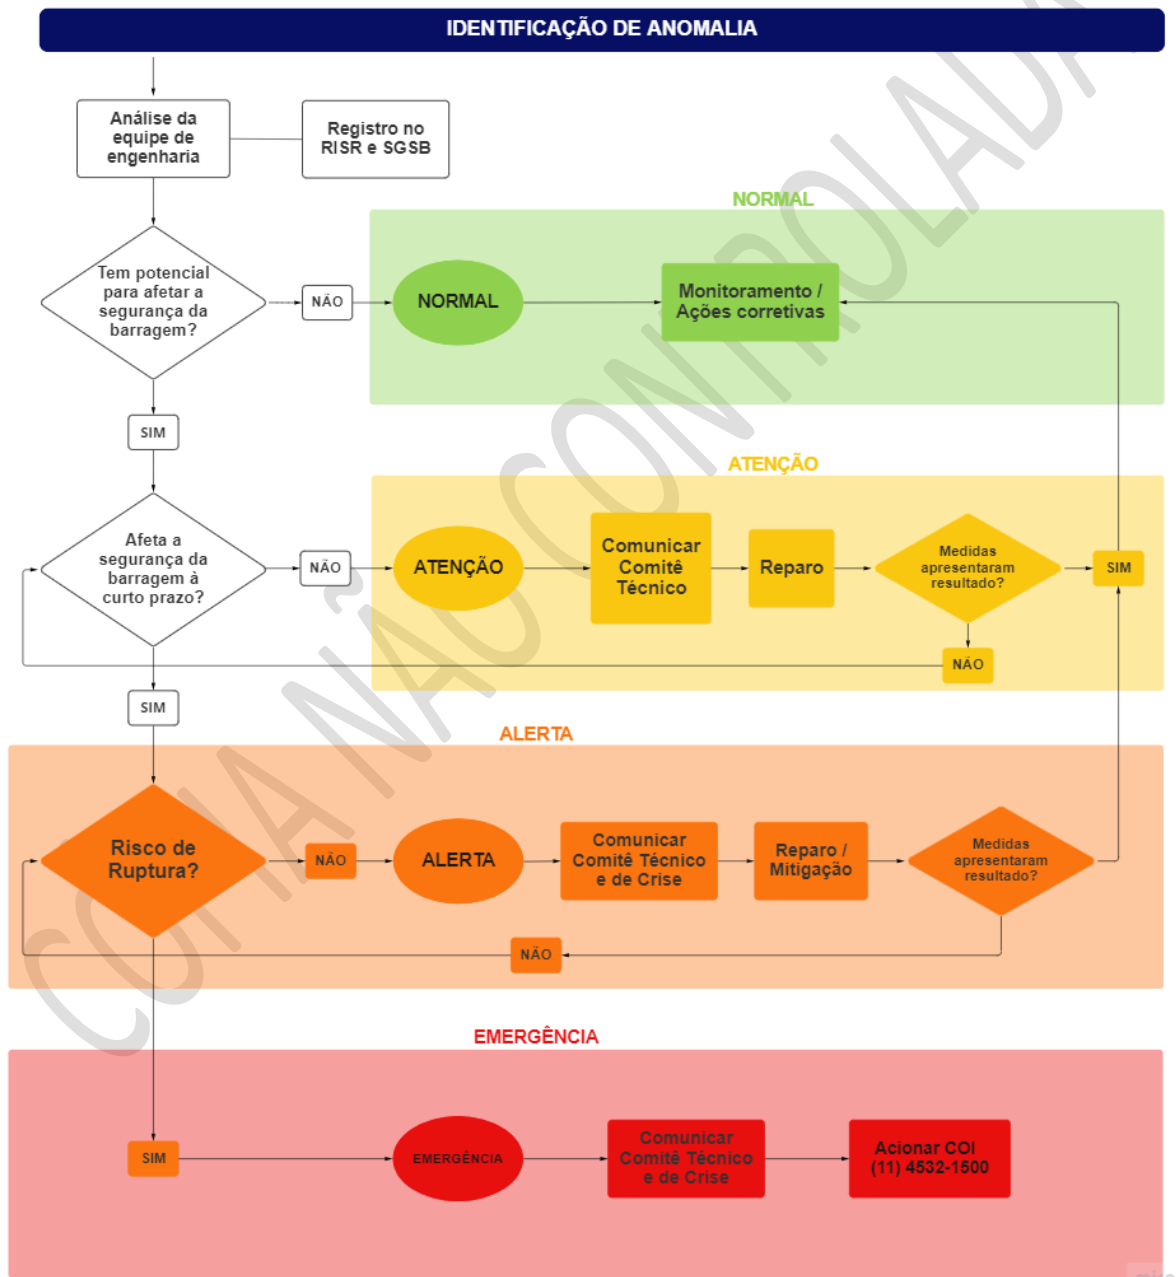 IDENTIFICAÇÃO DE ANOMALIA
Análise da
equipe de
engenharia
Registro no
RISR e SGSB
NORMAL
Tem potencial
para afetar a
segurança da
barragem?
NÃO
NORMAL
Monitoramento /
Ações corretivas
SIM
ATENÇÃO
Afeta a
segurança da
barragem à
curto prazo?
NÃO
ATENÇÃO
Comunicar
Comitê
Técnico
Reparo
Medidas
apresentaram
resultado?
SIM
NÃO
SIM
ALERTA
Risco de
Ruptura?
NÃO
ALERTA
Comunicar
Comitê Técnico
e de Crise
Reparo /
Mitigação
Medidas
apresentaram
resultado?
NÃO
EMERGÊNCIA
SIM
EMERGÊNCIA
Comunicar
Comitê Técnico
e de Crise
Acionar COI
(11) 4532-1500
CÓPIA NÃO CONTROLADA